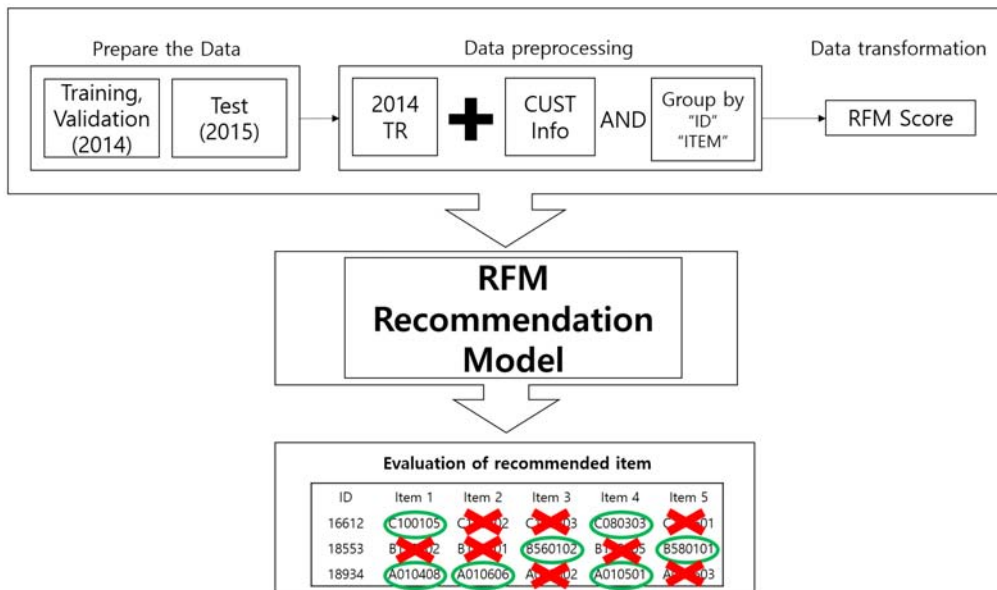 Prepare the Data
Data preprocessing
Data transformation
Training,
Validation
(2014)
Test
(2015)
2014
TR
CUST
Info
AND
Group by
"ID"
"ITEM"
RFM Score
RFM
Recommendation
Model
Evaluation of recommended item
ID Item 1 Item 2 Item 3 Item 4 Item 5
16612 C100105 C080303
18553 B560102 B580101
18934 A010408 A010606 A010501